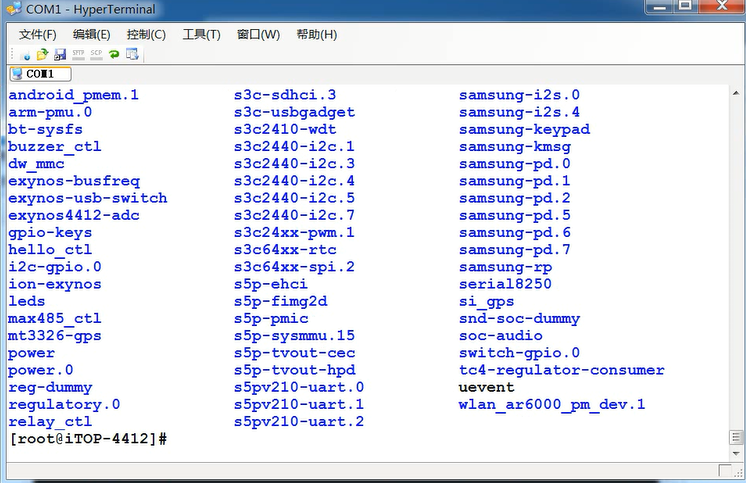 COM1 - HyperTerminal
文件(F) 编辑(E) 控制(C) 工具(T) 窗口(W) 帮助(H)
SFTP SCP
COM1
android_pmem.1 s3c-sdhci.3 samsung-i2s.0
arm-pmu.0 s3c-usbgadget samsung-i2s.4
bt-sysfs s3c2410-wdt samsung-keypad
buzzer_ctl s3c2440-i2c.1 samsung-kmsg
dw_mmc s3c2440-i2c.3 samsung-pd.0
exynos-busfreq s3c2440-i2c.4 samsung-pd.1
exynos-usb-switch s3c2440-i2c.5 samsung-pd.2
exynos4412-adc s3c2440-i2c.7 samsung-pd.5
gpio-keys s3c24xx-pwm.1 samsung-pd.6
hello_ctl s3c64xx-rtc samsung-pd.7
i2c-gpio.0 s3c64xx-spi.2 samsung-rp
ion-exynos s5p-ehci serial8250
leds s5p-fimg2d si_gps
max485_ctl s5p-pmic snd-soc-dummy
mt3326-gps s5p-sysmmu.15 soc-audio
power s5p-tvout-cec switch-gpio.0
power.0 s5p-tvout-hpd tc4-regulator-consumer
reg-dummy s5pv210-uart.0 uevent
regulatory.0 s5pv210-uart.1 wlan_ar6000_pm_dev.1
relay_ctl s5pv210-uart.2
[root@iTOP-4412]#